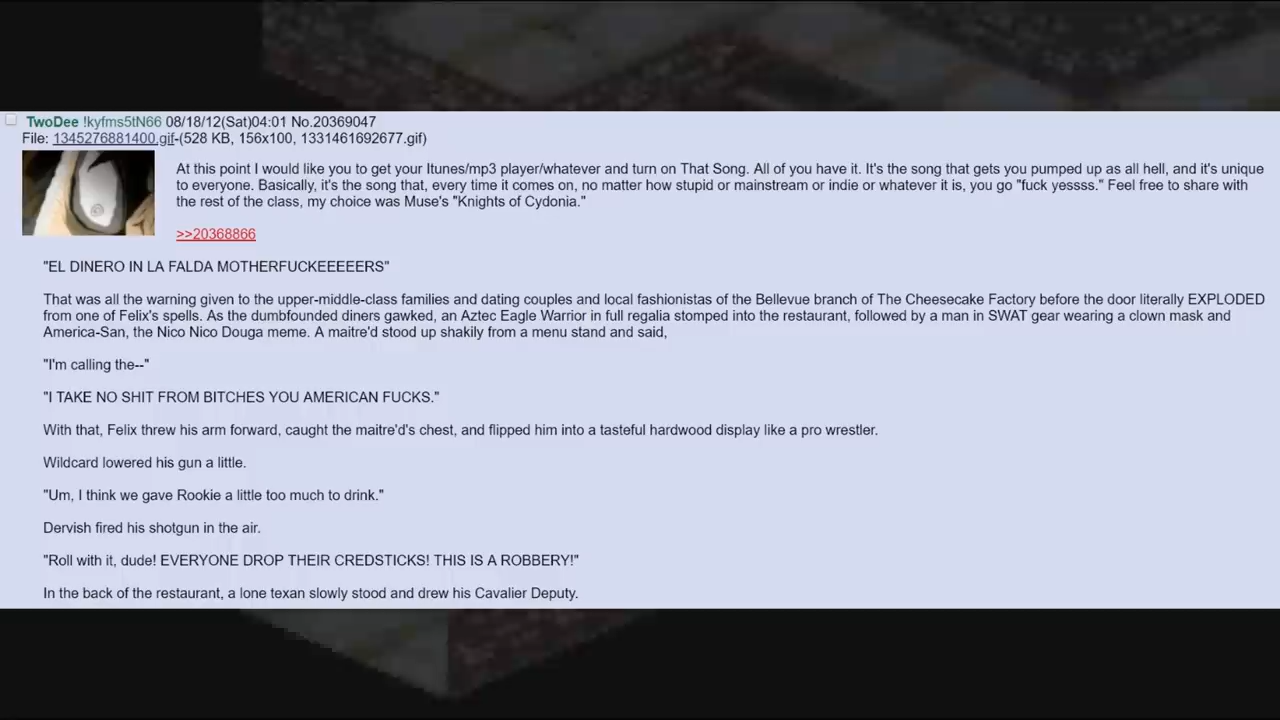 TwoDee !kyfms5tN66 08/18/12(Sat)04:01 No.20369047
File: 1345276881400.gif-(528 KB, 156x100, 1331461692677.gif)
At this point I would like you to get your Itunes/mp3 player/whatever and turn on That Song. All of you have it. It's the song that gets you pumped up as all hell, and it's unique
to everyone. Basically, it's the song that, every time it comes on, no matter how stupid or mainstream or indie or whatever it is, you go "fuck yessss." Feel free to share with
the rest of the class, my choice was Muse's "Knights of Cydonia."
>>20368866
"EL DINERO IN LA FALDA MOTHERFUCKEEEEERS"
That was all the warning given to the upper-middle-class families and dating couples and local fashionistas of the Bellevue branch of The Cheesecake Factory before the door literally EXPLODED
from one of Felix's spells. As the dumbfounded diners gawked, an Aztec Eagle Warrior in full regalia stomped into the restaurant, followed by a man in SWAT gear wearing a clown mask and
America-San, the Nico Nico Douga meme. A maitre'd stood up shakily from a menu stand and said,
"I'm calling the--"
"I TAKE NO SHIT FROM BITCHES YOU AMERICAN FUCKS."
With that, Felix threw his arm forward, caught the maitre'd's chest, and flipped him into a tasteful hardwood display like a pro wrestler.
Wildcard lowered his gun a little.
"Um, I think we gave Rookie a little too much to drink."
Dervish fired his shotgun in the air.
"Roll with it, dude! EVERYONE DROP THEIR CREDSTICKS! THIS IS A ROBBERY!"
In the back of the restaurant, a lone texan slowly stood and drew his Cavalier Deputy.